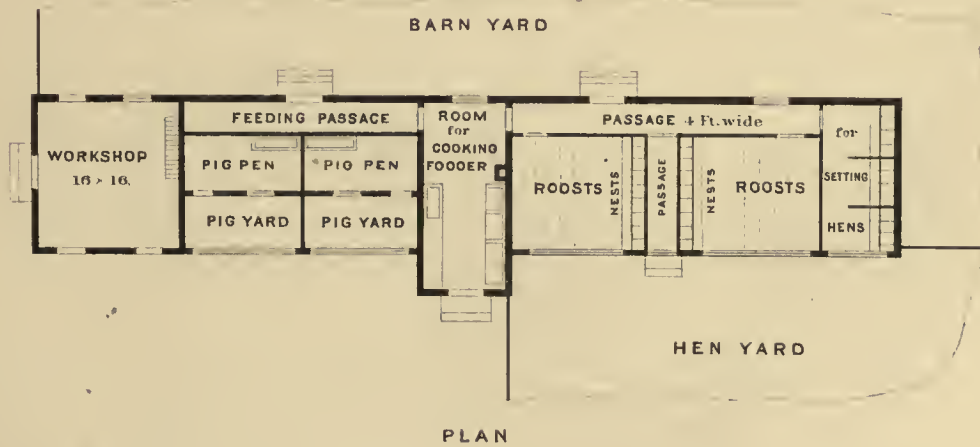 BARN YARD
FEEDING PASSAGE
ROOM
for
COOKING
FODDER
PASSAGE 4 Ft. wide
for
WORKSHOP
16 × 16.
PIG PEN
PIG PEN
ROOSTS
NESTS
PASSAGE
NESTS
ROOSTS
SETTING
PIG YARD
PIG YARD
HENS
HEN YARD
PLAN